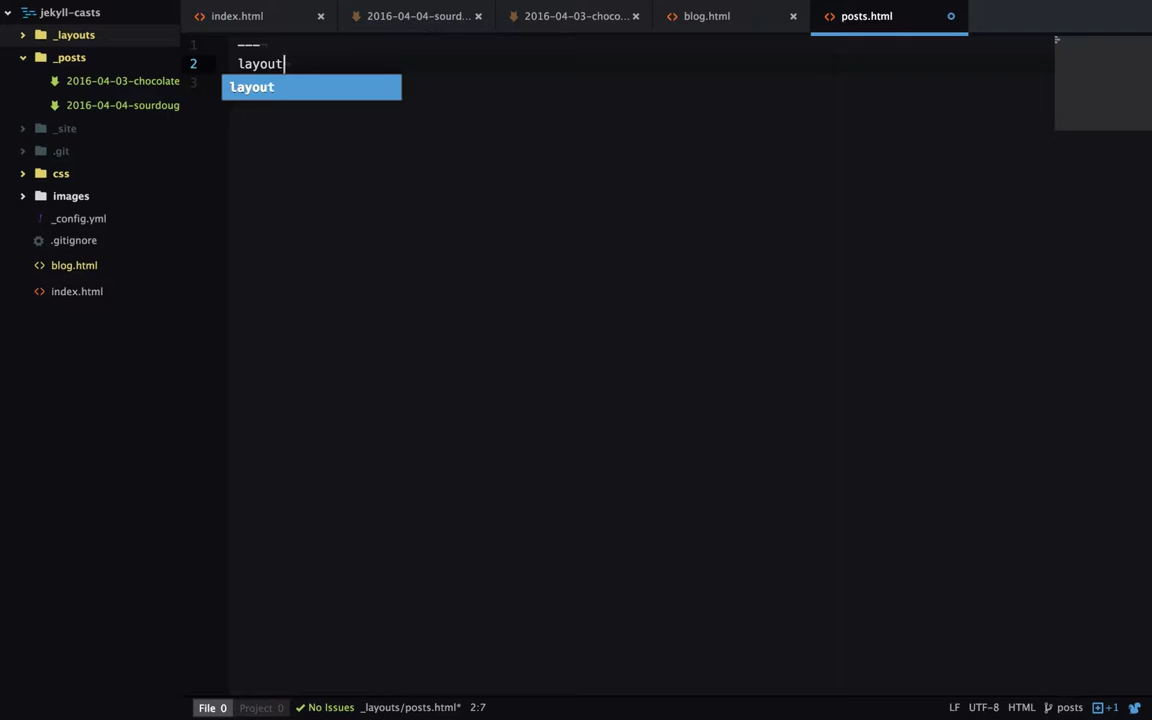 jekyll-casts
index.html
2016-04-04-sourd...
2016-04-03-choco...
blog.html
posts.html
_layouts
_posts
2016-04-03-chocolate
2016-04-04-sourdoug
_site
.git
css
images
_config.yml
.gitignore
blog.html
index.html
1 ---
2 layout
3
layout
File 0 Project 0 No Issues _layouts/posts.html* 2:7 LF UTF-8 HTML posts +1